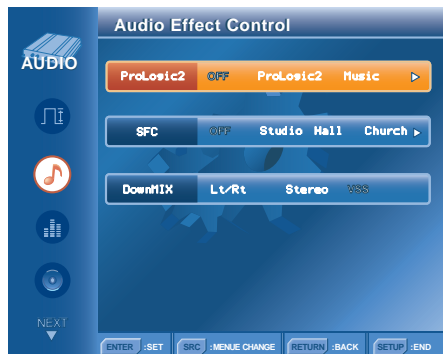 Audio Effect Control
AUDIO
ProLogic2 OFF ProLogic2 Music
SFC OFF Studio Hall Church
DownMIX Lt/Rt Stereo VSS
NEXT
ENTER :SET SRC :MENUE CHANGE RETURN :BACK SETUP :END